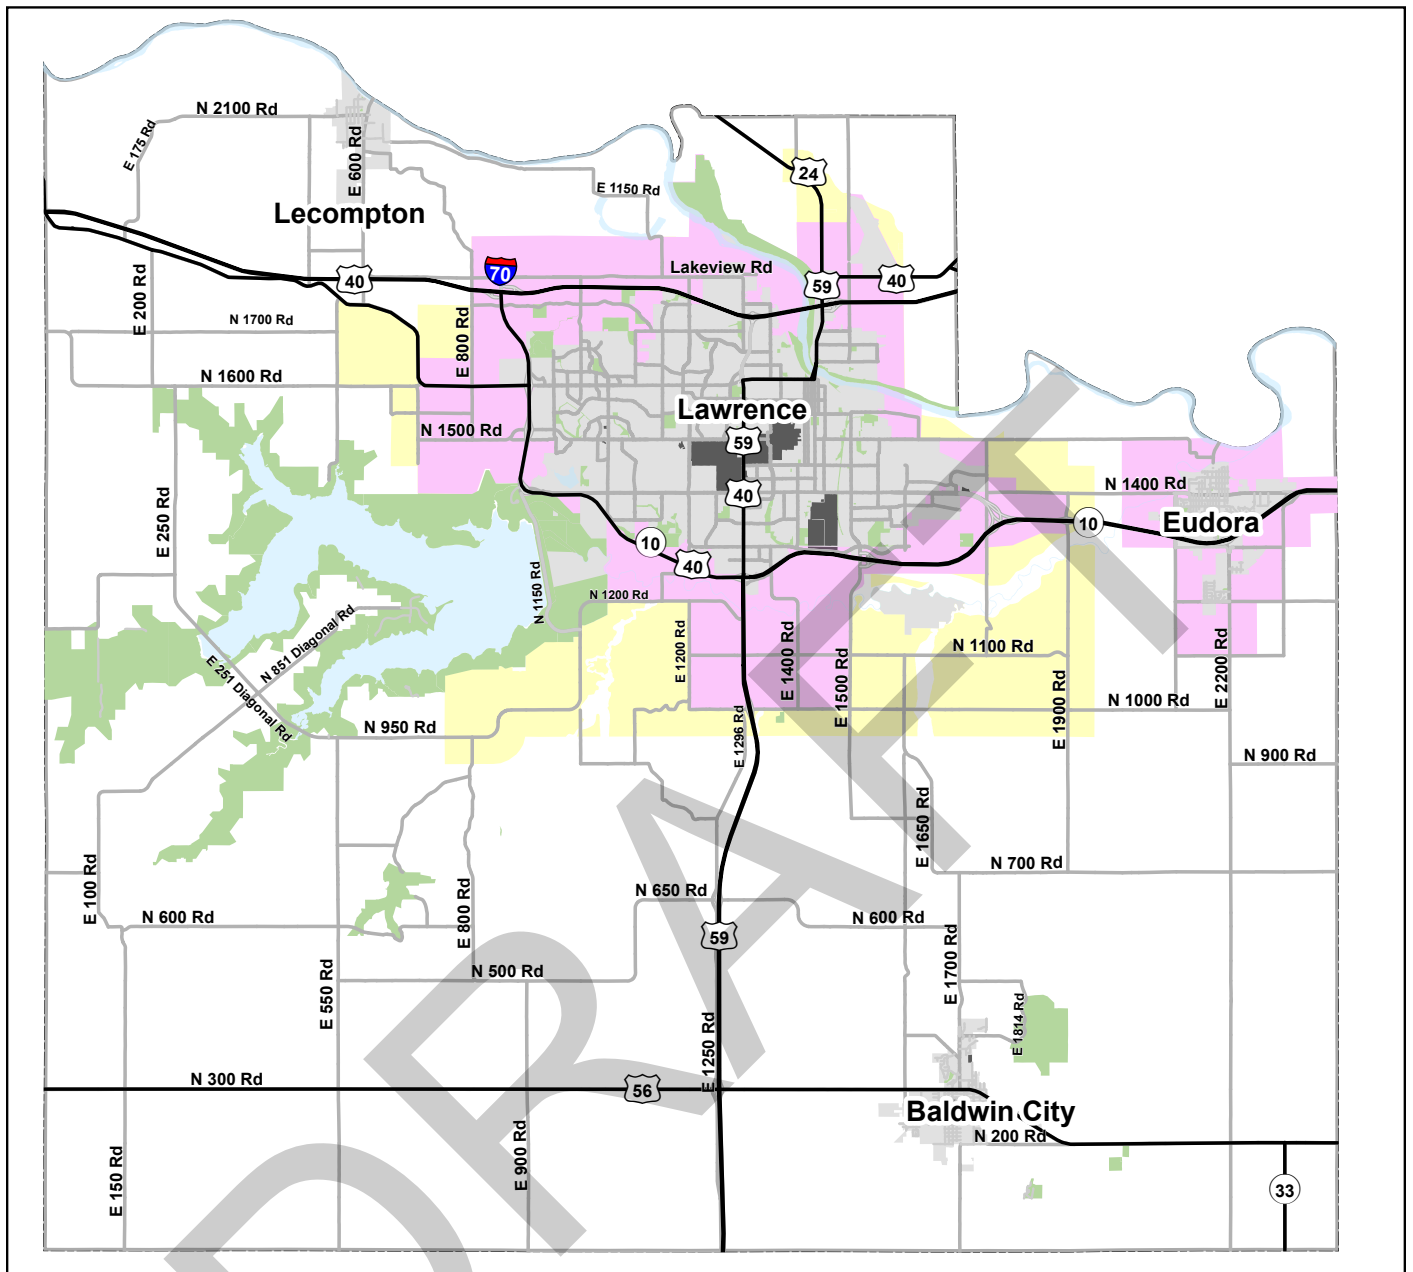 N 2100 Rd
E 175 Rd
E 600 Rd
24
E 1150 Rd
Lecompton
Lakeview Rd
70
40
59
40
E 200 Rd
N 1700 Rd
E 800 Rd
N 1600 Rd
Lawrence
N 1500 Rd
59
N 1400 Rd
40
E 250 Rd
Eudora
10
10
40
N 1150 Rd
N 1200 Rd
N 851 Diagonal Rd
E 1200 Rd
N 1100 Rd
E 251 Diagonal Rd
E 1400 Rd
E 1500 Rd
E 2200 Rd
E 1900 Rd
N 1000 Rd
N 950 Rd
E 1296 Rd
N 900 Rd
E 1650 Rd
N 700 Rd
E 100 Rd
N 650 Rd
N 600 Rd
E 800 Rd
N 600 Rd
59
E 1700 Rd
N 500 Rd
E 550 Rd
E 1814 Rd
E 1250 Rd
N 300 Rd
56
Baldwin City
N 200 Rd
E 900 Rd
E 150 Rd
33
DRAFT